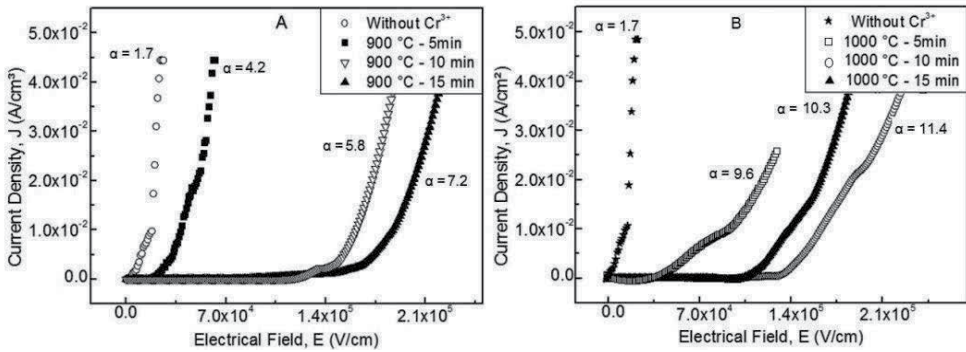 A
Without Cr³⁺
900 °C - 5min
900 °C - 10 min
900 °C - 15 min
α = 1.7
α = 4.2
α = 5.8
α = 7.2
5.0x10⁻²
4.0x10⁻²
3.0x10⁻²
2.0x10⁻²
1.0x10⁻²
0.0
Current Density, J (A/cm²)
0.0
7.0x10⁴
1.4x10⁵
2.1x10⁵
Electrical Field, E (V/cm)
B
Without Cr³⁺
1000 °C - 5min
1000 °C - 10 min
1000 °C - 15 min
α = 1.7
α = 9.6
α = 10.3
α = 11.4
5.0x10⁻²
4.0x10⁻²
3.0x10⁻²
2.0x10⁻²
1.0x10⁻²
0.0
Current Density, J (A/cm²)
0.0
7.0x10⁴
1.4x10⁵
2.1x10⁵
Electrical Field, E (V/cm)